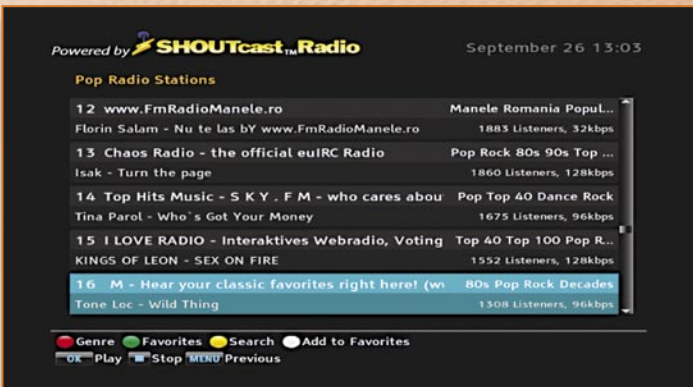 Powered by SHOUTcast TM Radio September 26 13:03
Pop Radio Stations
12 www.FmRadioManele.ro Manele Romania Popul...
Florin Salam - Nu te las bY www.FmRadioManele.ro 1883 Listeners, 32kbps
13 Chaos Radio - the official euIRC Radio Pop Rock 80s 90s Top ...
Isak - Turn the page 1860 Listeners, 128kbps
14 Top Hits Music - S K Y . F M - who cares abou Pop Top 40 Dance Rock
Tina Parol - Who`s Got Your Money 1675 Listeners, 96kbps
15 I LOVE RADIO - Interaktives Webradio, Voting Top 40 Top 100 Pop R...
KINGS OF LEON - SEX ON FIRE 1552 Listeners, 128kbps
16 M - Hear your classic favorites right here! (w 80s Pop Rock Decades
Tone Loc - Wild Thing 1308 Listeners, 96kbps
Genre Favorites Search Add to Favorites
OK Play Stop MENU Previous